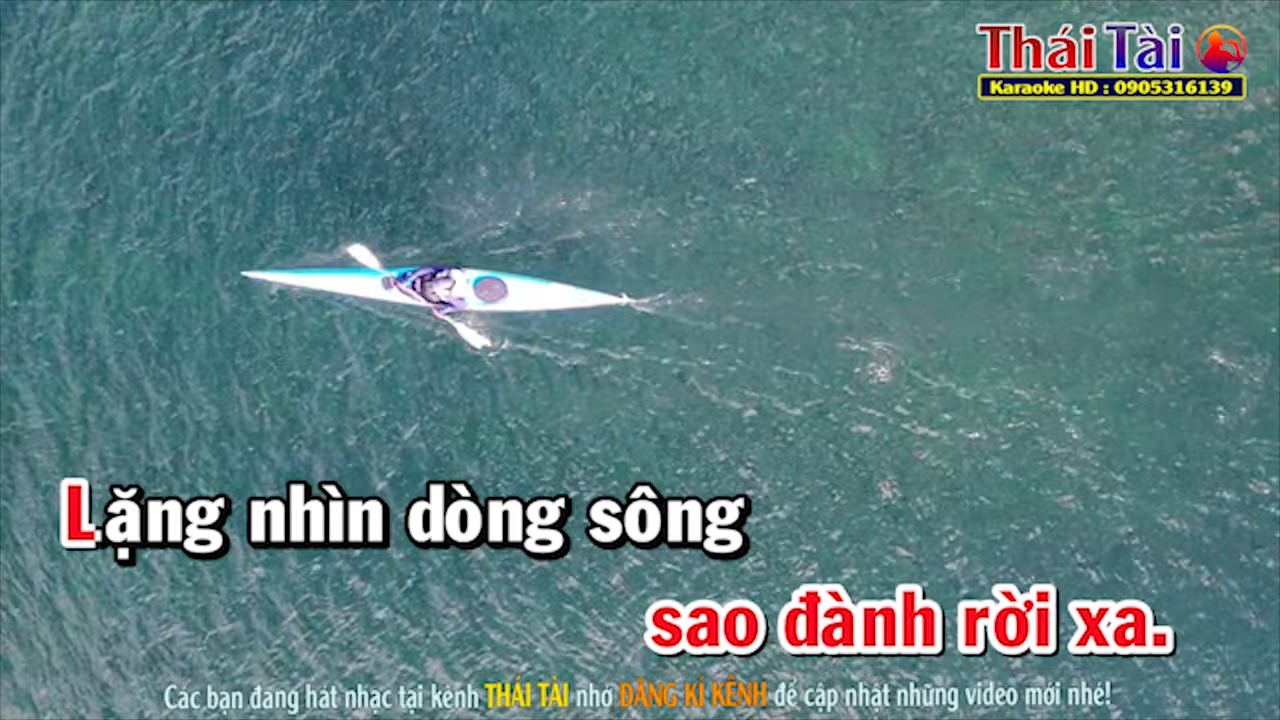 Thái Tài
Karaoke HD : 0905316139
Lặng nhìn dòng sông
sao đành rời xa.
Các bạn đang hát nhạc tại kênh THÁI TÀI nhớ ĐĂNG KÍ KÊNH để cập nhật những video mới nhé!